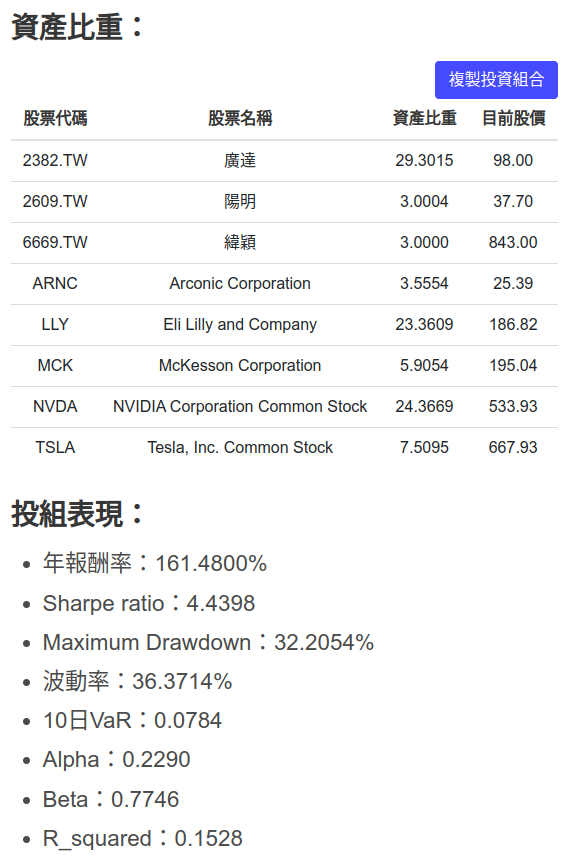 資產比重：
複製投資組合
股票代碼 股票名稱 資產比重 目前股價
2382.TW 廣達 29.3015 98.00
2609.TW 陽明 3.0004 37.70
6669.TW 緯穎 3.0000 843.00
ARNC Arconic Corporation 3.5554 25.39
LLY Eli Lilly and Company 23.3609 186.82
MCK McKesson Corporation 5.9054 195.04
NVDA NVIDIA Corporation Common Stock 24.3669 533.93
TSLA Tesla, Inc. Common Stock 7.5095 667.93
投組表現：
• 年報酬率：161.4800%
• Sharpe ratio：4.4398
• Maximum Drawdown：32.2054%
• 波動率：36.3714%
• 10日VaR：0.0784
• Alpha：0.2290
• Beta：0.7746
• R_squared：0.1528